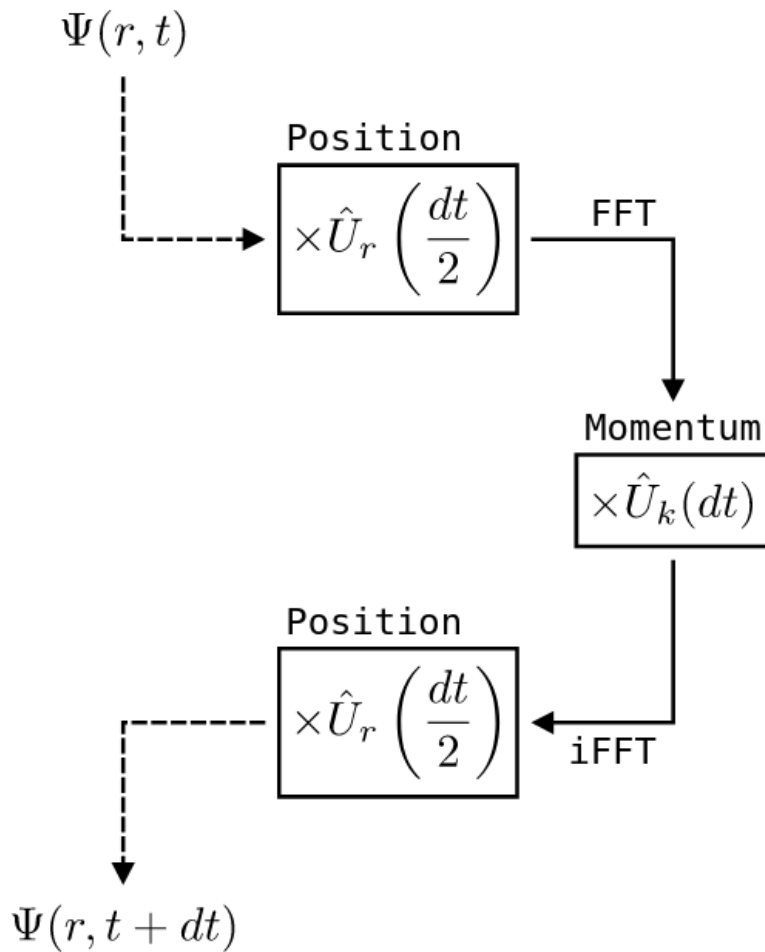 Ψ(r, t)
Position
×Û_r (dt/2)
FFT
Momentum
×Û_k(dt)
Position
×Û_r (dt/2)
iFFT
Ψ(r, t + dt)